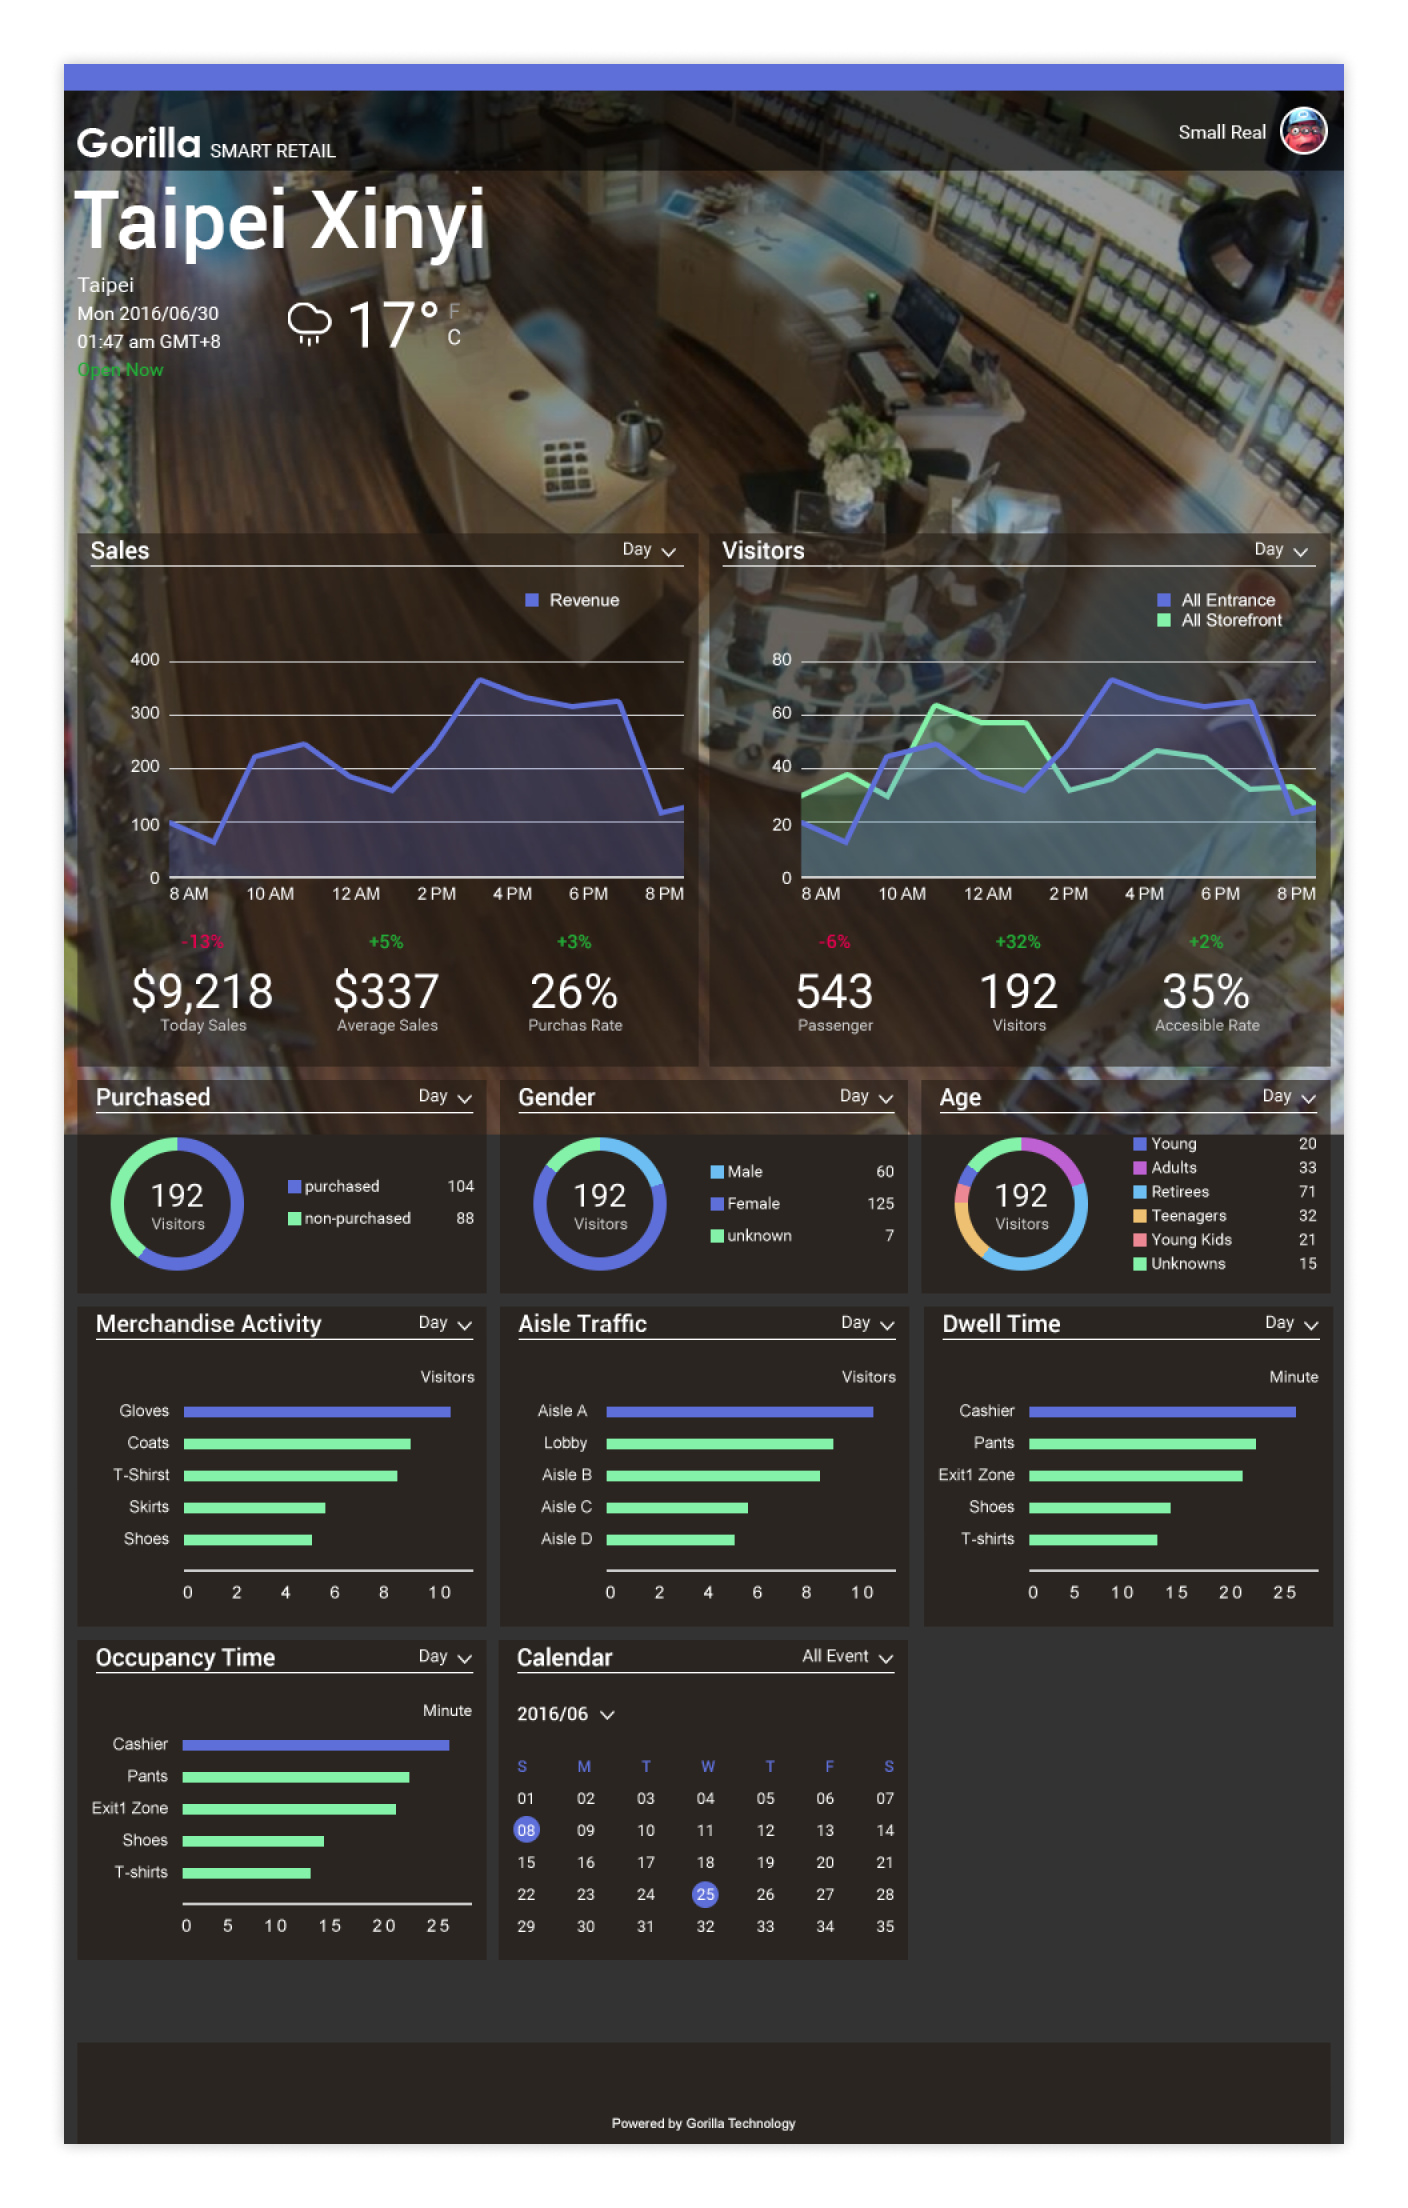 Gorilla SMART RETAIL
Small Real
Taipei Xinyi
Taipei
Mon 2016/06/30
01:47 am GMT+8
Open Now
17° F
C
Sales Day
Revenue
400
300
200
100
0
8 AM 10 AM 12 AM 2 PM 4 PM 6 PM 8 PM
-13% +5% +3%
$9,218 $337 26%
Today Sales Average Sales Purchas Rate
Visitors Day
All Entrance
All Storefront
80
60
40
20
0
8 AM 10 AM 12 AM 2 PM 4 PM 6 PM 8 PM
-6% +32% +2%
543 192 35%
Passenger Visitors Accesible Rate
Purchased Day
192
Visitors
purchased 104
non-purchased 88
Gender Day
192
Visitors
Male 60
Female 125
unknown 7
Age Day
192
Visitors
Young 20
Adults 33
Retirees 71
Teenagers 32
Young Kids 21
Unknowns 15
Merchandise Activity Day
Visitors
Gloves
Coats
T-Shirst
Skirts
Shoes
0 2 4 6 8 10
Aisle Traffic Day
Visitors
Aisle A
Lobby
Aisle B
Aisle C
Aisle D
0 2 4 6 8 10
Dwell Time Day
Minute
Cashier
Pants
Exit1 Zone
Shoes
T-shirts
0 5 10 15 20 25
Occupancy Time Day
Minute
Cashier
Pants
Exit1 Zone
Shoes
T-shirts
0 5 10 15 20 25
Calendar All Event
2016/06
S M T W T F S
01 02 03 04 05 06 07
08 09 10 11 12 13 14
15 16 17 18 19 20 21
22 23 24 25 26 27 28
29 30 31 32 33 34 35
Powered by Gorilla Technology